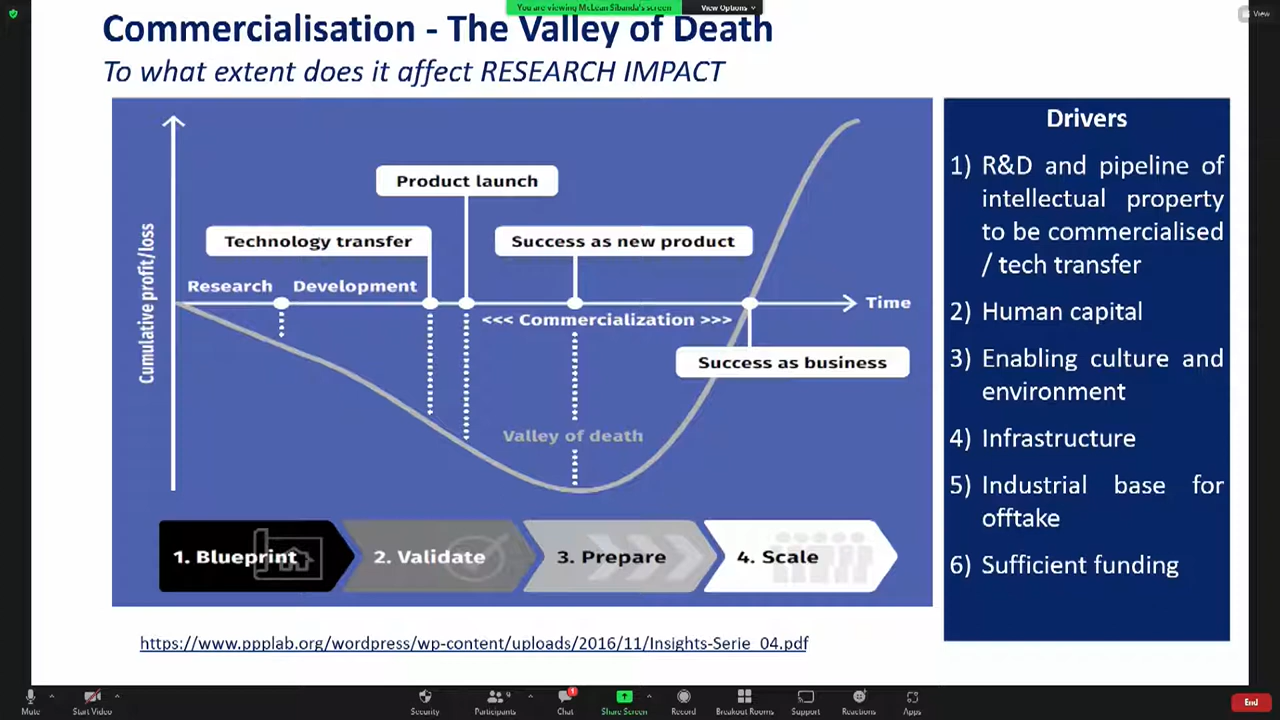 You are viewing McLean Sibanda's screen
View Options
View
Commercialisation - The Valley of Death
To what extent does it affect RESEARCH IMPACT
Product launch
Technology transfer
Success as new product
Research
Development
Time
<<< Commercialization >>>
Cumulative profit/loss
Success as business
Valley of death
1. Blueprint
2. Validate
3. Prepare
4. Scale
https://www.ppplab.org/wordpress/wp-content/uploads/2016/11/Insights-Serie_04.pdf
Drivers
1) R&D and pipeline of
intellectual property
to be commercialised
/ tech transfer
2) Human capital
3) Enabling culture and
environment
4) Infrastructure
5) Industrial base for
offtake
6) Sufficient funding
Mute
Start Video
Security
Participants
9
Chat
1
Share Screen
Record
Breakout Rooms
Support
Reactions
Apps
End